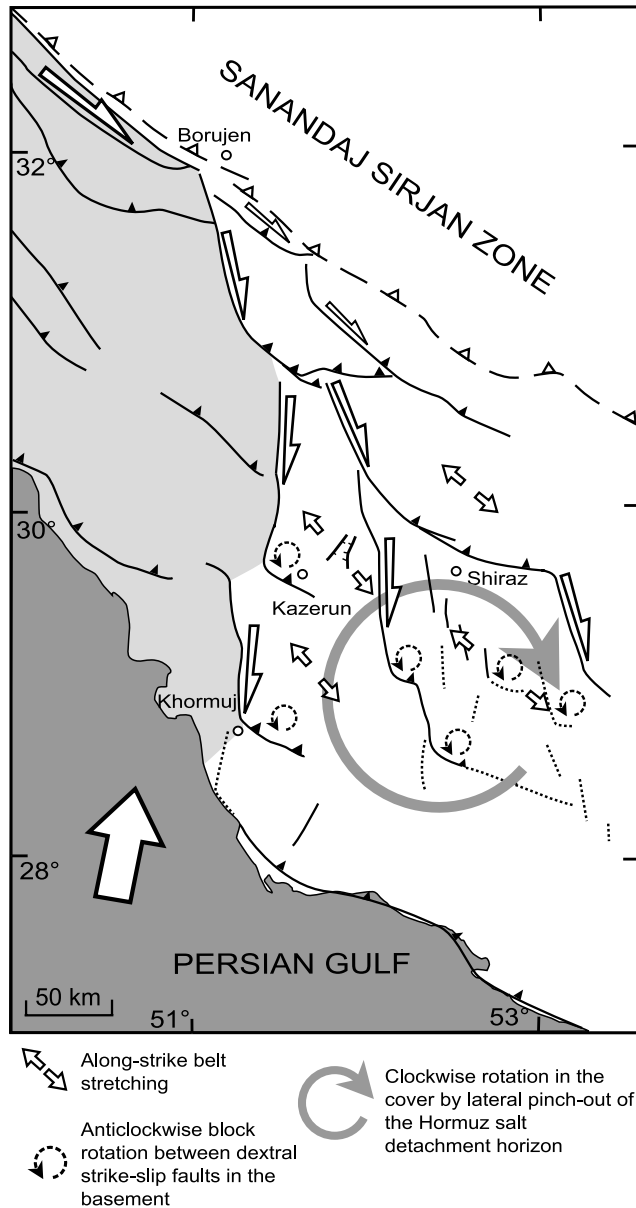 SANANDAJ SIRJAN ZONE
Borujen
32°
30°
Kazerun
Shiraz
Khormuj
28°
PERSIAN GULF
50 km
51°
53°
Along-strike belt
stretching
Anticlockwise block
rotation between dextral
strike-slip faults in the
basement
Clockwise rotation in the
cover by lateral pinch-out of
the Hormuz salt
detachment horizon